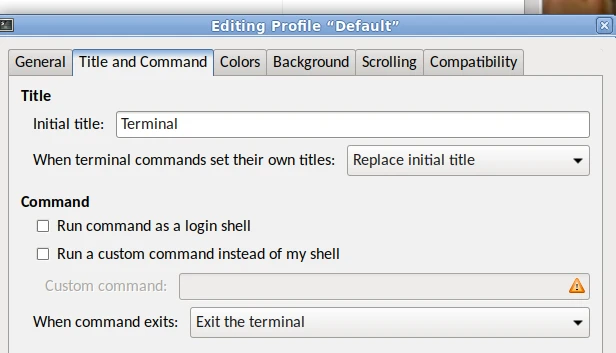 Editing Profile “Default”
General Title and Command Colors Background Scrolling Compatibility
Title
Initial title: Terminal
When terminal commands set their own titles: Replace initial title
Command
Run command as a login shell
Run a custom command instead of my shell
Custom command:
When command exits: Exit the terminal